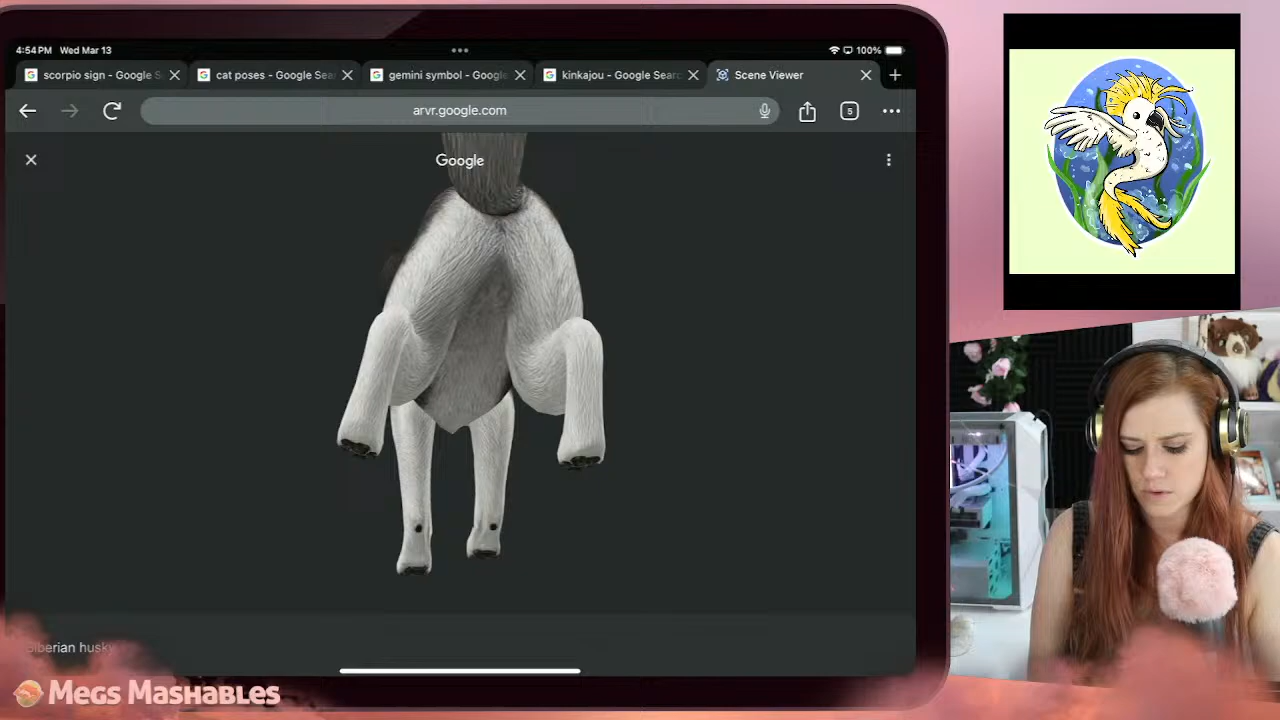 4:54 PM Wed Mar 13
100%
scorpio sign - Google S
cat poses - Google Sea
gemini symbol - Google
kinkajou - Google Searc
Scene Viewer
arvr.google.com
5
Google
Siberian husky
Megs Mashables